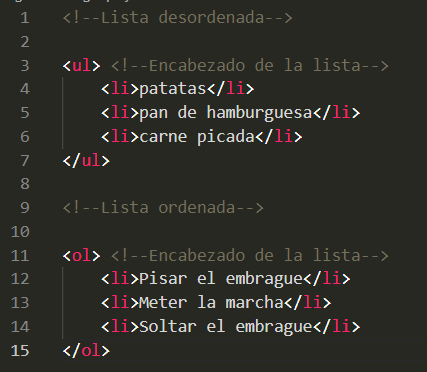 1 <!--Lista desordenada-->
2
3 <ul> <!--Encabezado de la lista-->
4 <li>patatas</li>
5 <li>pan de hamburguesa</li>
6 <li>carne picada</li>
7 </ul>
8
9 <!--Lista ordenada-->
10
11 <ol> <!--Encabezado de la lista-->
12 <li>Pisar el embrague</li>
13 <li>Meter la marcha</li>
14 <li>Soltar el embrague</li>
15 </ol>